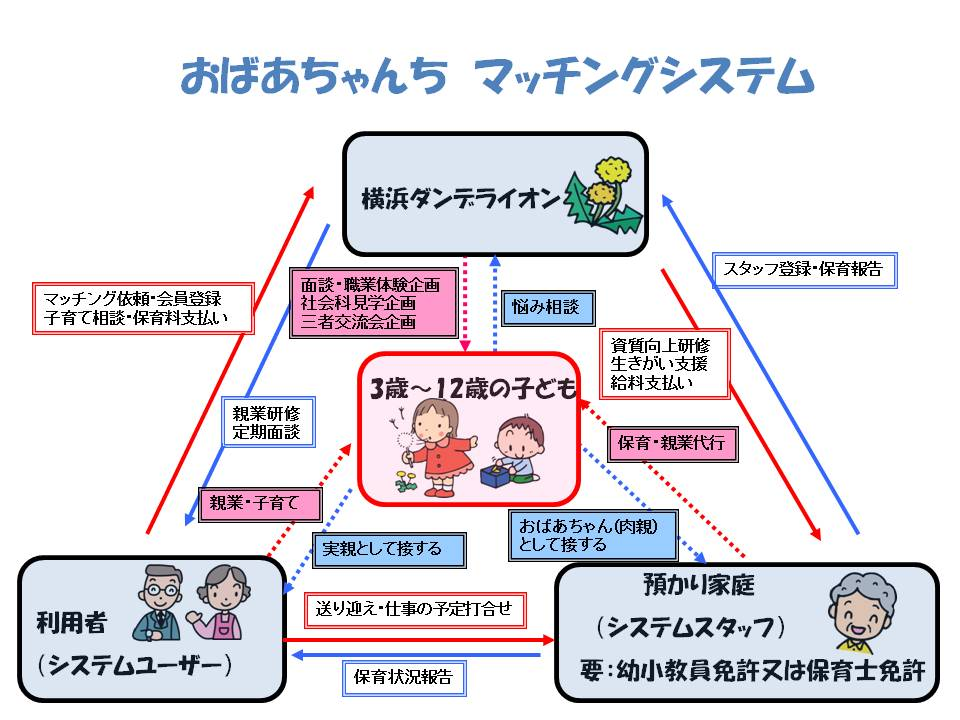 おばあちゃんち マッチングシステム
横浜ダンデライオン
スタッフ登録・保育報告
マッチング依頼・会員登録
子育て相談・保育料支払い
面談・職業体験企画
社会科見学企画
三者交流会企画
悩み相談
資質向上研修
生きがい支援
給料支払い
3歳～12歳の子ども
親業研修
定期面談
保育・親業代行
親業・子育て
実親として接する
おばあちゃん(肉親)
として接する
利用者
(システムユーザー)
送り迎え・仕事の予定打合せ
保育状況報告
預かり家庭
(システムスタッフ)
要:幼小教員免許又は保育士免許